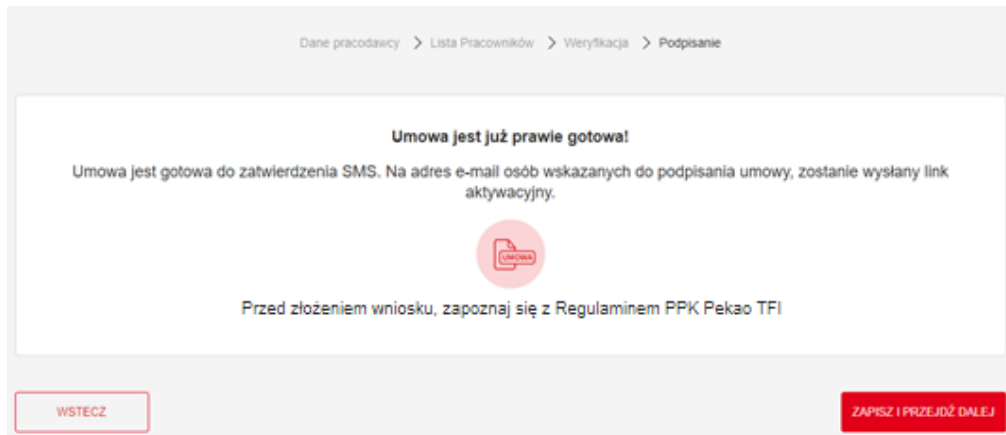 Dane pracodawcy > Lista Pracowników > Weryfikacja > Podpisanie
Umowa jest już prawie gotowa!
Umowa jest gotowa do zatwierdzenia SMS. Na adres e-mail osób wskazanych do podpisania umowy, zostanie wysłany link
aktywacyjny.
UMOWA
Przed złożeniem wniosku, zapoznaj się z Regulaminem PPK Pekao TFI
WSTECZ
ZAPISZ I PRZEJDŹ DALEJ